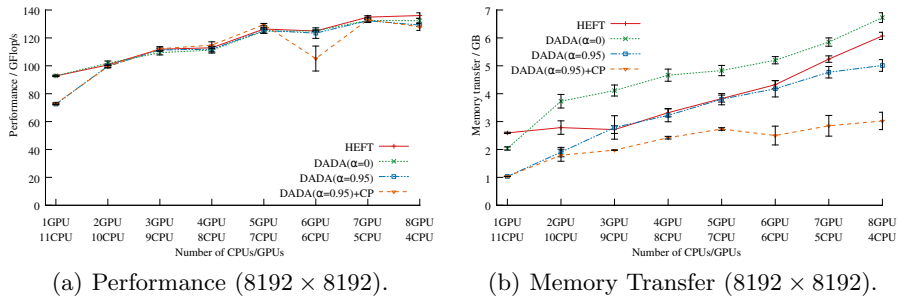 140
120
100
80
60
40
20
0
Performance / GFlop/s
HEFT
DADA(α=0)
DADA(α=0.95)
DADA(α=0.95)+CP
1GPU 2GPU 3GPU 4GPU 5GPU 6GPU 7GPU 8GPU
11CPU 10CPU 9CPU 8CPU 7CPU 6CPU 5CPU 4CPU
Number of CPUs/GPUs
(a) Performance (8192 × 8192).
7
6
5
4
3
2
1
0
Memory transfer / GB
HEFT
DADA(α=0)
DADA(α=0.95)
DADA(α=0.95)+CP
1GPU 2GPU 3GPU 4GPU 5GPU 6GPU 7GPU 8GPU
11CPU 10CPU 9CPU 8CPU 7CPU 6CPU 5CPU 4CPU
Number of CPUs/GPUs
(b) Memory Transfer (8192 × 8192).